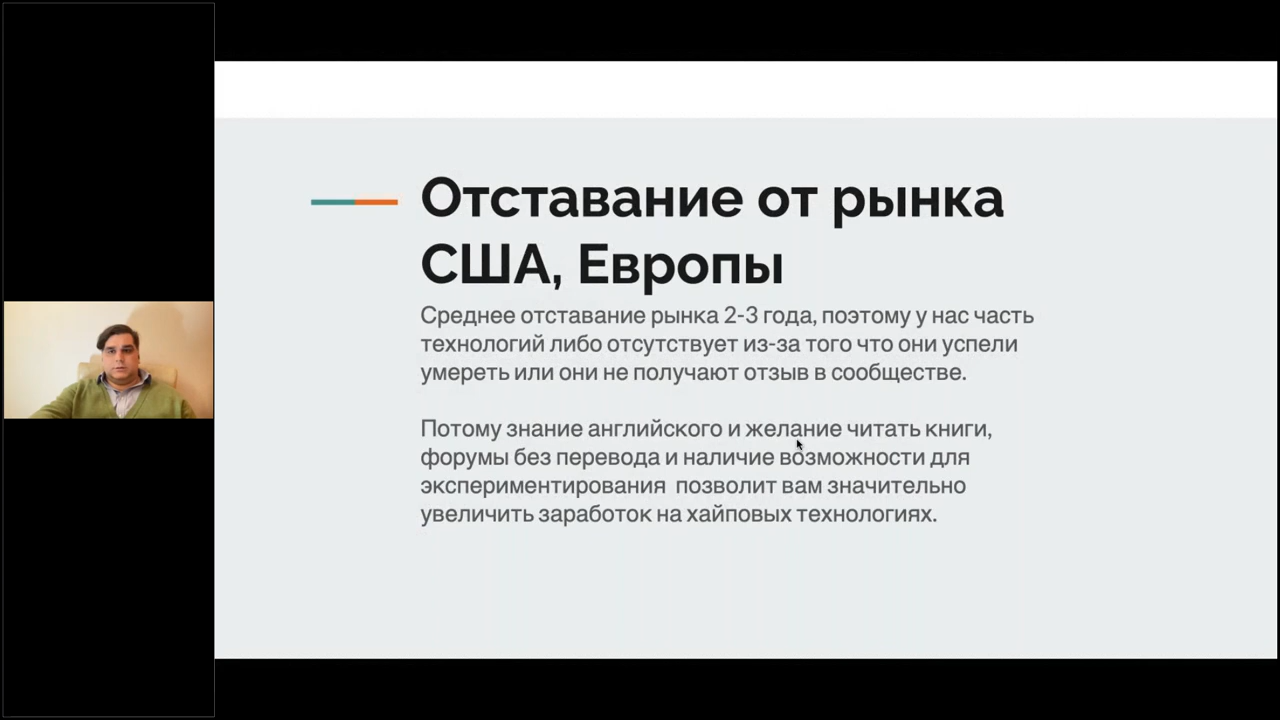 Отставание от рынка
США, Европы
Среднее отставание рынка 2-3 года, поэтому у нас часть
технологий либо отсутствует из-за того что они успели
умереть или они не получают отзыв в сообществе.
Потому знание английского и желание читать книги,
форумы без перевода и наличие возможности для
экспериментирования  позволит вам значительно
увеличить заработок на хайповых технологиях.